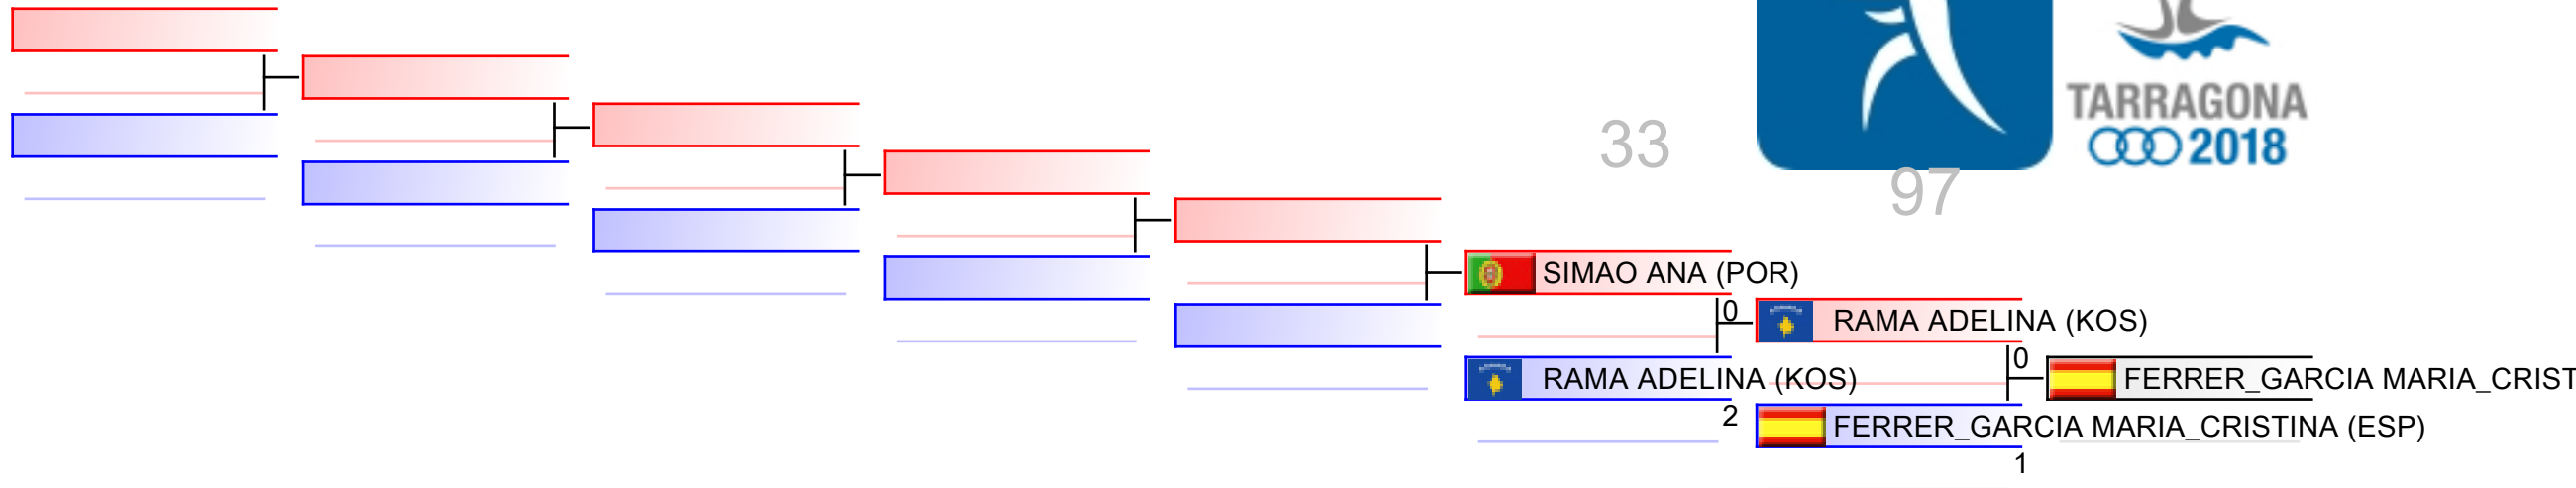 TARRAGONA
2018
33
97
SIMAO ANA (POR)
0
RAMA ADELINA (KOS)
0
RAMA ADELINA (KOS)
2
FERRER_GARCIA MARIA_CRIST
FERRER_GARCIA MARIA_CRISTINA (ESP)
1